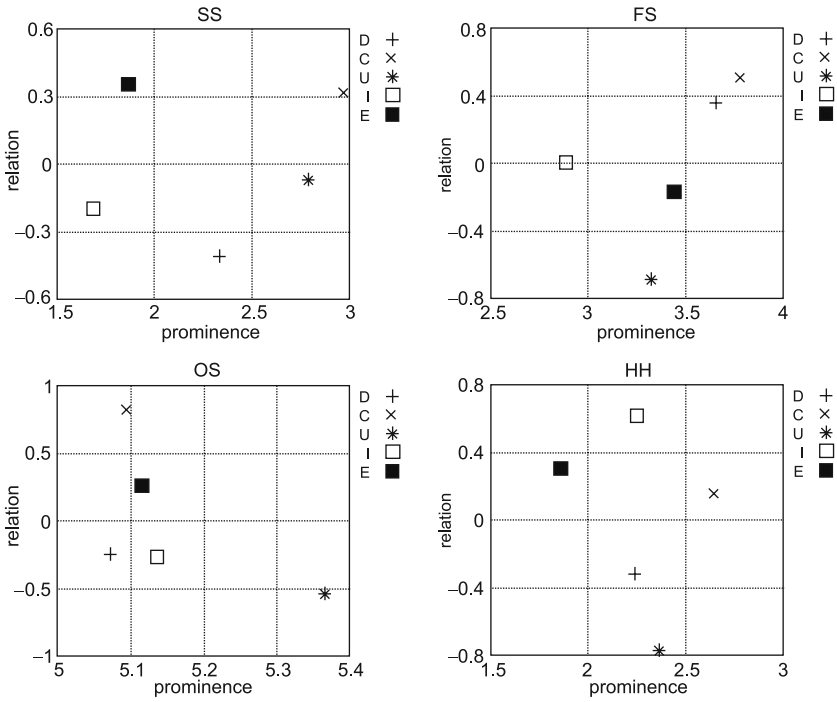 SS
0.6
0.3
0
–0.3
–0.6
relation
1.5
2
2.5
3
prominence
D +
C ×
U ✳
I □
E ■
FS
0.8
0.4
0
–0.4
–0.8
relation
2.5
3
3.5
4
prominence
D +
C ×
U ✳
I □
E ■
OS
1
0.5
0
–0.5
–1
relation
5
5.1
5.2
5.3
5.4
prominence
D +
C ×
U ✳
I □
E ■
HH
0.8
0.4
0
–0.4
–0.8
relation
1.5
2
2.5
3
prominence
D +
C ×
U ✳
I □
E ■